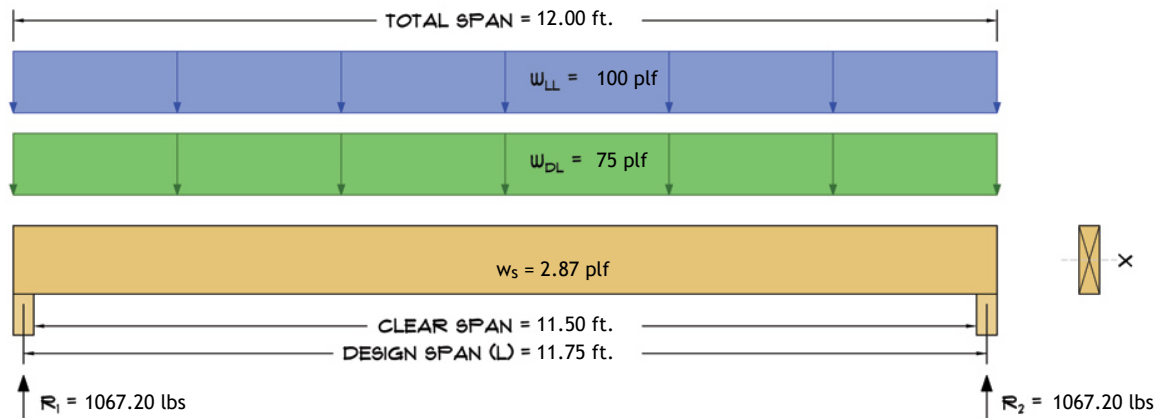 TOTAL SPAN = 12.00 ft.
WLL = 100 plf
WDL = 75 plf
ws = 2.87 plf
X
CLEAR SPAN = 11.50 ft.
DESIGN SPAN (L) = 11.75 ft.
R1 = 1067.20 lbs
R2 = 1067.20 lbs